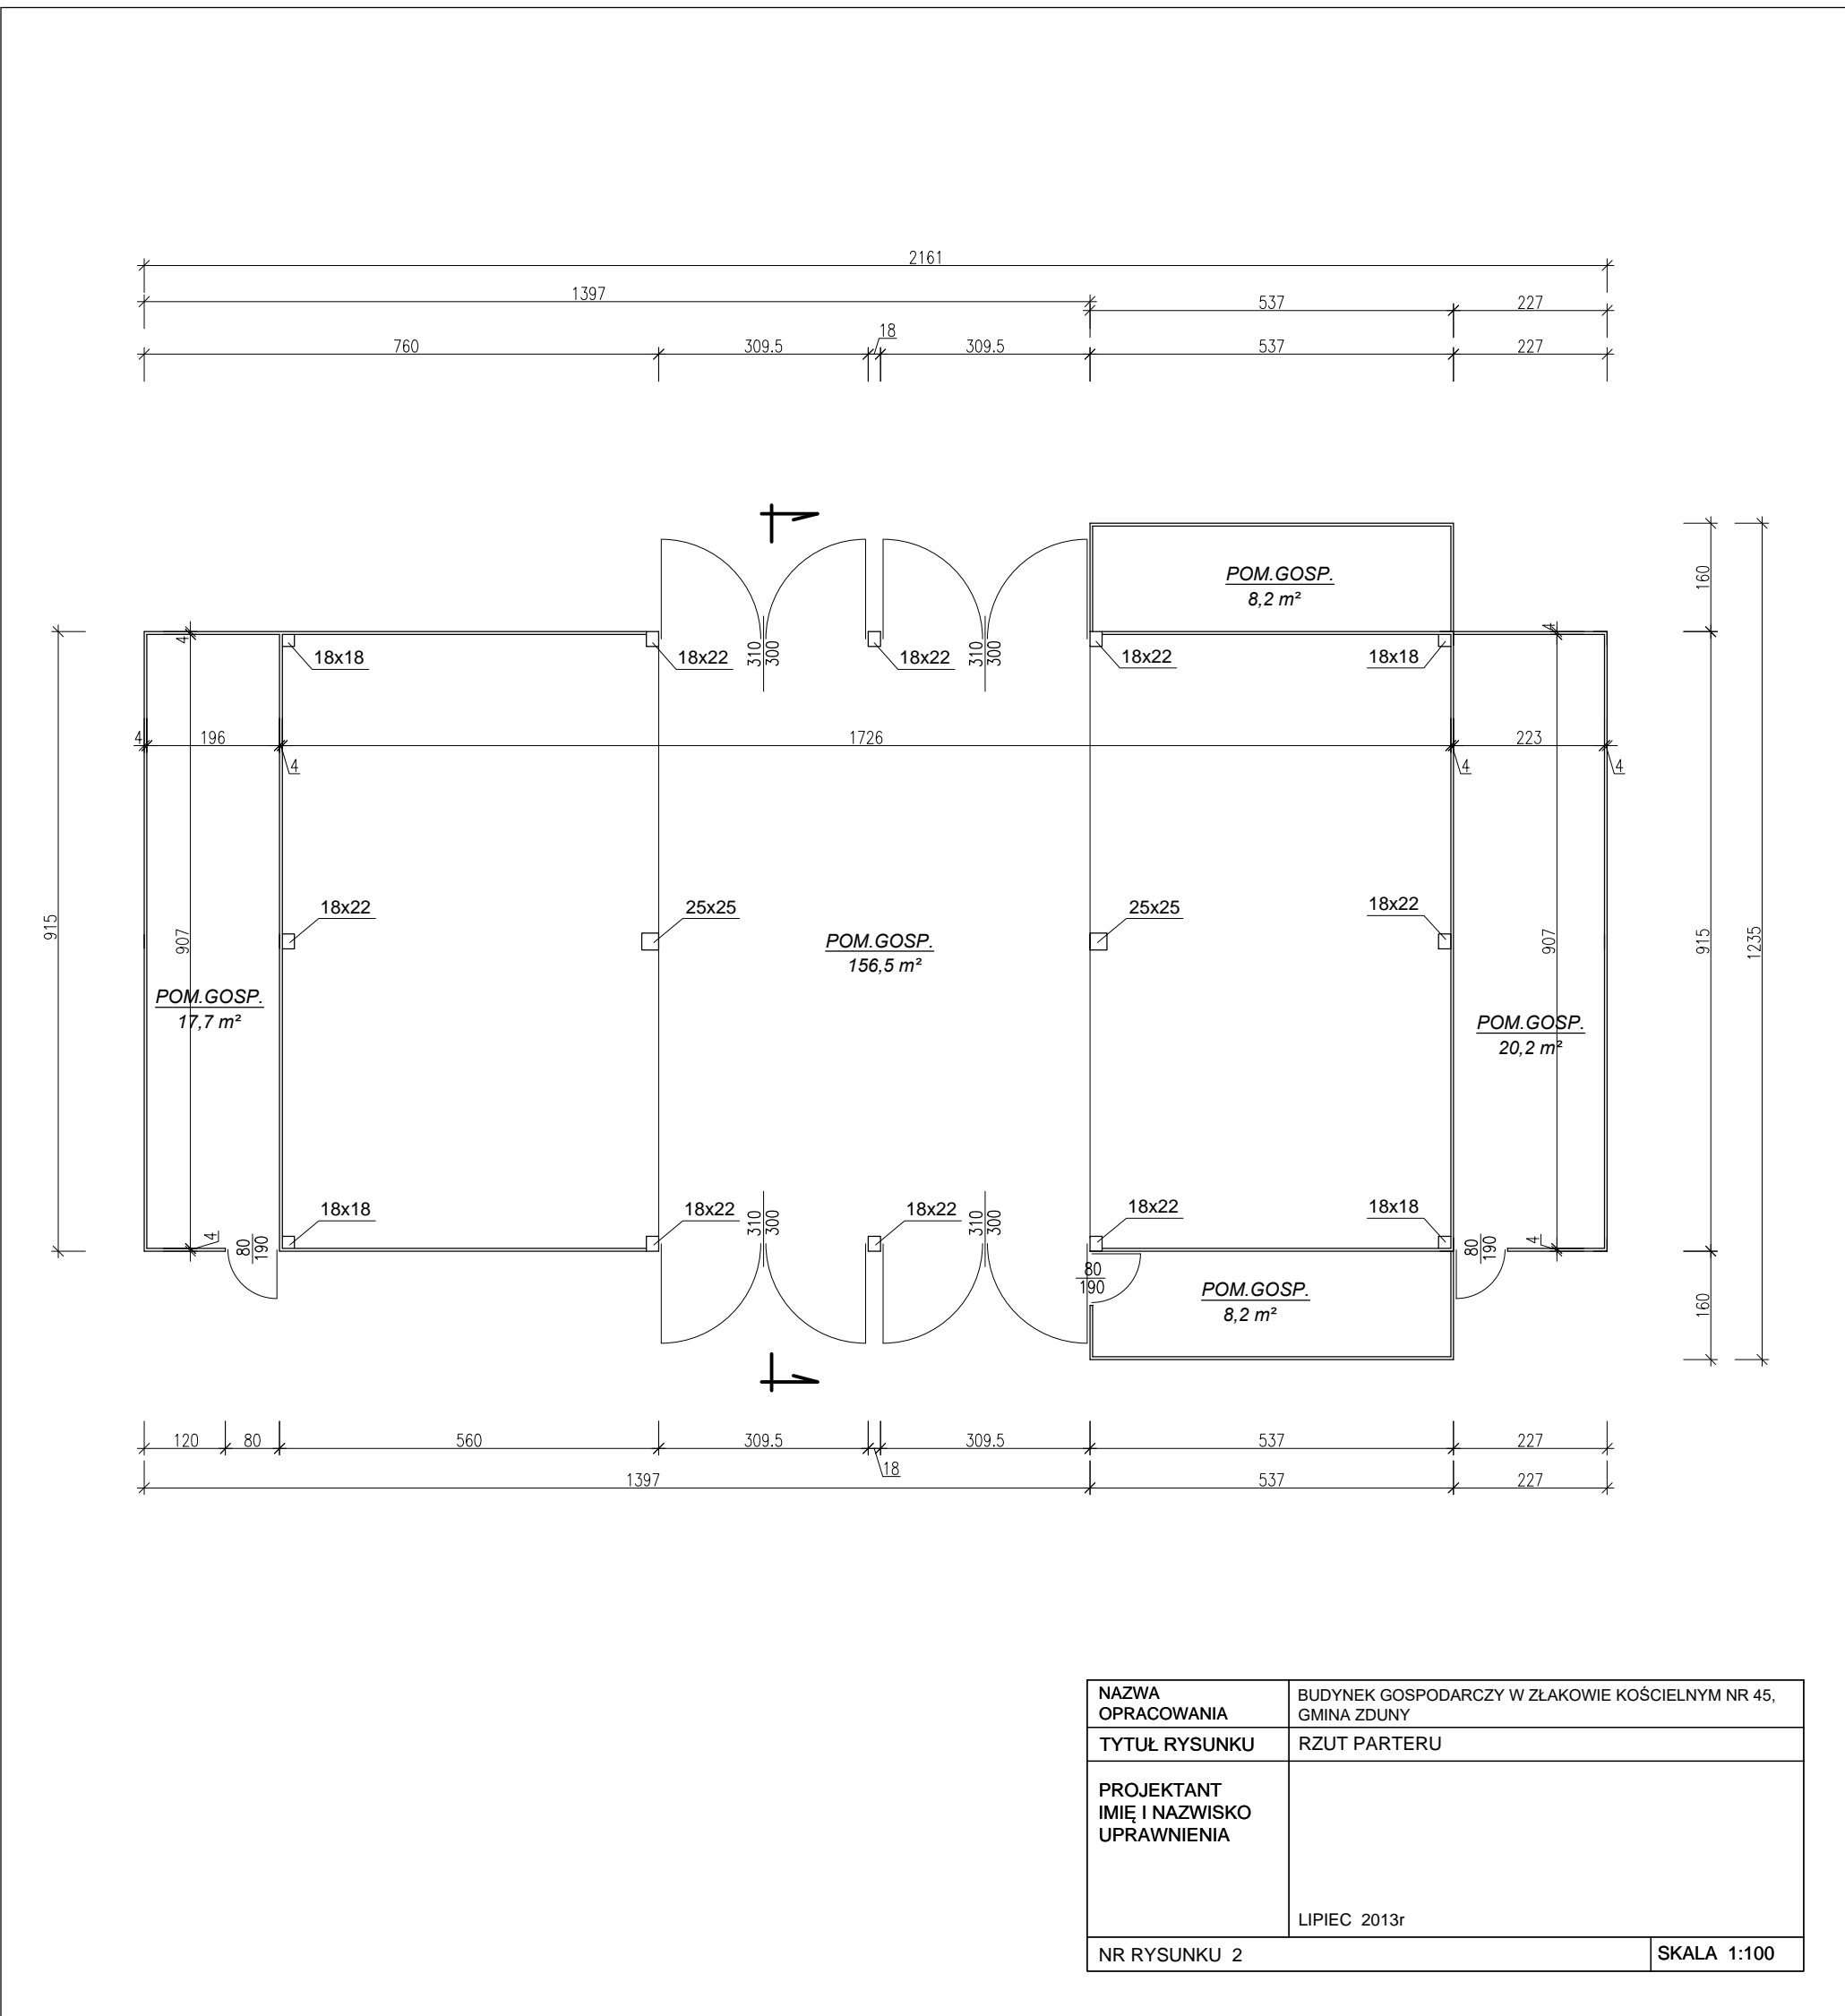 2161
1397
537
227
760
309.5
18
309.5
537
227
POM.GOSP.
8,2 m²
160
4
4
18x18
18x22
310
300
18x22
310
300
18x22
18x18
4
196
4
1726
4
223
4
915
907
18x22
25x25
POM.GOSP.
156,5 m²
25x25
18x22
907
915
1235
POM.GOSP.
17,7 m²
POM.GOSP.
20,2 m²
18x18
18x22
310
300
18x22
310
300
18x22
18x18
4
80
190
80
190
4
80
190
POM.GOSP.
8,2 m²
160
120
80
560
309.5
18
309.5
537
227
1397
537
227
NAZWA
OPRACOWANIA
BUDYNEK GOSPODARCZY W ZŁAKOWIE KOŚCIELNYM NR 45,
GMINA ZDUNY
TYTUŁ RYSUNKU
RZUT PARTERU
PROJEKTANT
IMIĘ I NAZWISKO
UPRAWNIENIA
LIPIEC 2013r
NR RYSUNKU 2
SKALA 1:100